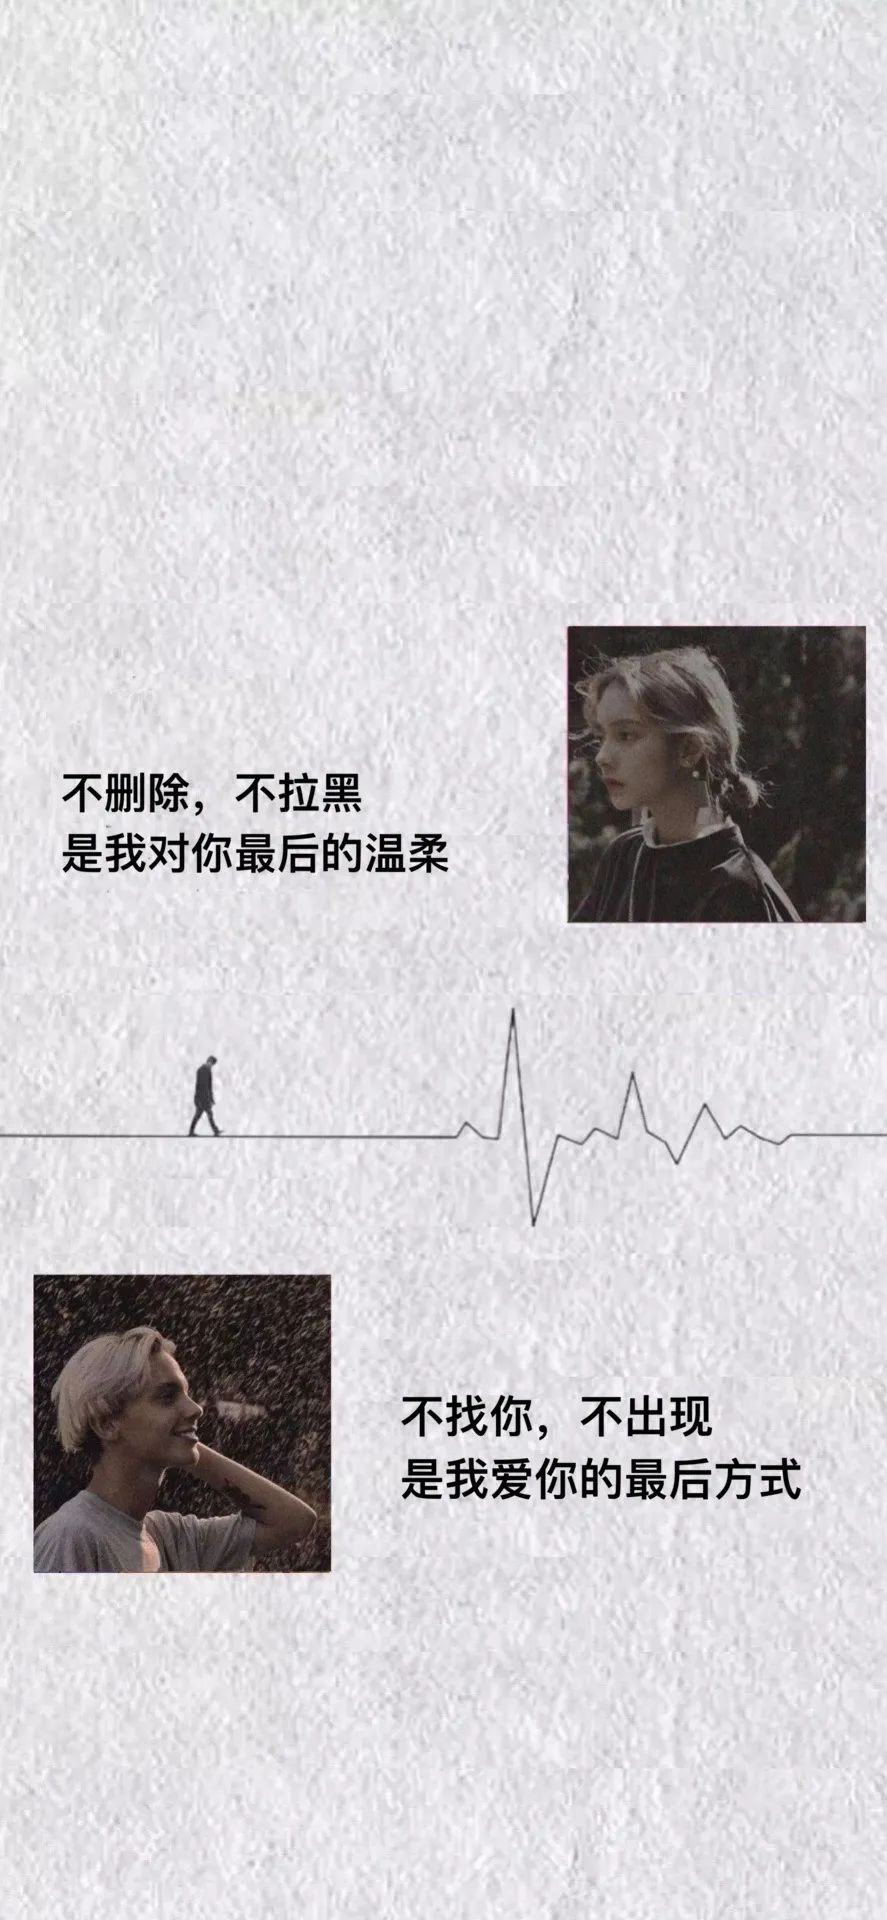 不删除，不拉黑
是我对你最后的温柔
不找你，不出现
是我爱你的最后方式